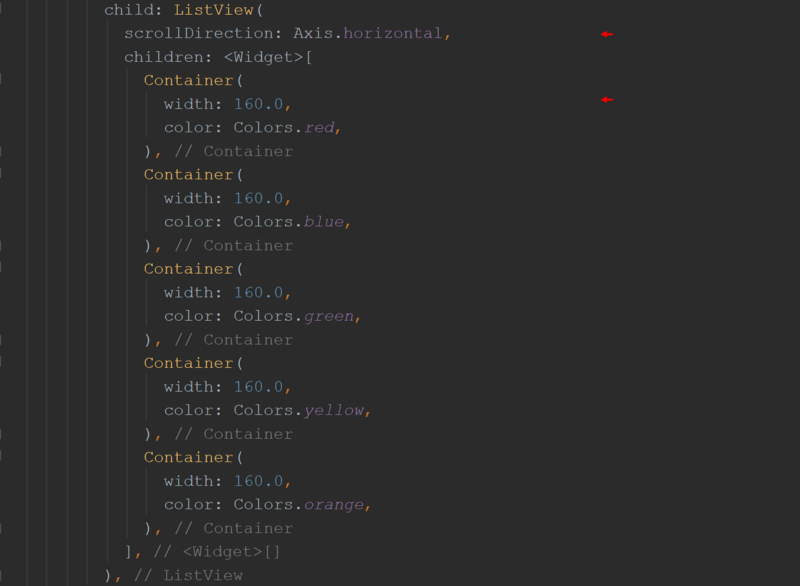 child: ListView(
scrollDirection: Axis.horizontal,
children: <Widget>[
Container(
width: 160.0,
color: Colors.red,
), // Container
Container(
width: 160.0,
color: Colors.blue,
), // Container
Container(
width: 160.0,
color: Colors.green,
), // Container
Container(
width: 160.0,
color: Colors.yellow,
), // Container
Container(
width: 160.0,
color: Colors.orange,
), // Container
], // <Widget>[]
), // ListView